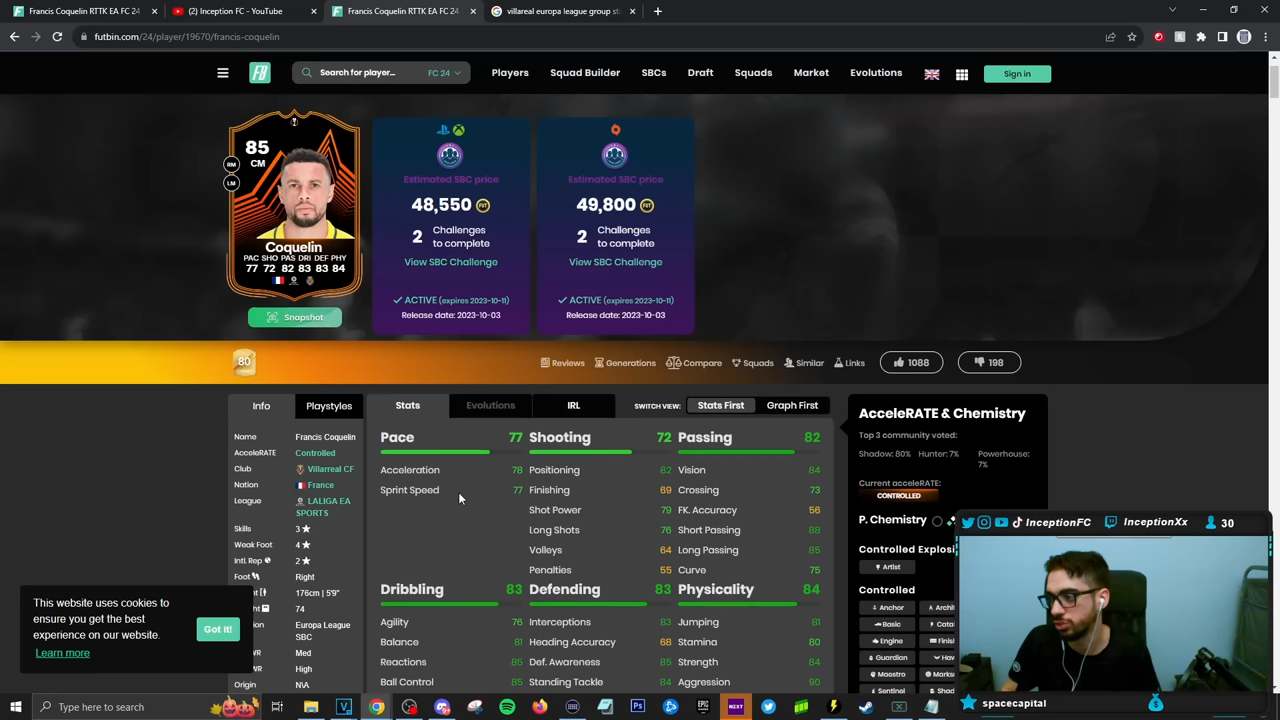 Francis Coquelin RTTK EA FC 24
(2) Inception FC - YouTube
Francis Coquelin RTTK EA FC 24
villareal europa league group st
futbin.com/24/player/19670/francis-coquelin
Search for player...
FC 24
Players
Squad Builder
SBCs
Draft
Squads
Market
Evolutions
Sign in
85
CM
RM
LM
Coquelin
PAC SHO PAS DRI DEF PHY
77 72 82 83 83 84
Snapshot
Estimated SBC price
48,550
2 Challenges to complete
View SBC Challenge
ACTIVE (expires 2023-10-11)
Release date: 2023-10-03
Estimated SBC price
49,800
2 Challenges to complete
View SBC Challenge
ACTIVE (expires 2023-10-11)
Release date: 2023-10-03
80
Reviews
Generations
Compare
Squads
Similar
Links
1088
198
Info
Playstyles
Stats
Evolutions
IRL
SWITCH VIEW:
Stats First
Graph First
Name Francis Coquelin
AcceleRATE Controlled
Club Villarreal CF
Nation France
League LALIGA EA
SPORTS
Skills 3
Weak Foot 4
Intl. Rep 2
Foot Right
176cm | 5'9"
74
Europa League
SBC
Med
High
Origin N\A
Pace 77
Acceleration 78
Sprint Speed 77
Shooting 72
Positioning 82
Finishing 69
Shot Power 79
Long Shots 76
Volleys 64
Penalties 55
Passing 82
Vision 84
Crossing 73
FK. Accuracy 56
Short Passing 88
Long Passing 85
Curve 75
Dribbling 83
Agility 76
Balance 81
Reactions 85
Ball Control 85
Defending 83
Interceptions 83
Heading Accuracy 68
Def. Awareness 85
Standing Tackle 84
Physicality 84
Jumping 81
Stamina 80
Strength 84
Aggression 90
AcceleRATE & Chemistry
Top 3 community voted:
Shadow: 80% Hunter: 7% Powerhouse:
7%
Current acceleRATE:
CONTROLLED
P. Chemistry
Controlled Explosi
Artist
Controlled
Anchor
Archi
Basic
Cata
Engine
Finis
Guardian
Haw
Maestro
Marks
Sentinel
Shad
This website uses cookies to
ensure you get the best
experience on our website.
Learn more
Got it!
InceptionFC
InceptionXx
30
spacecapital
Type here to search
EPIC
NEXT